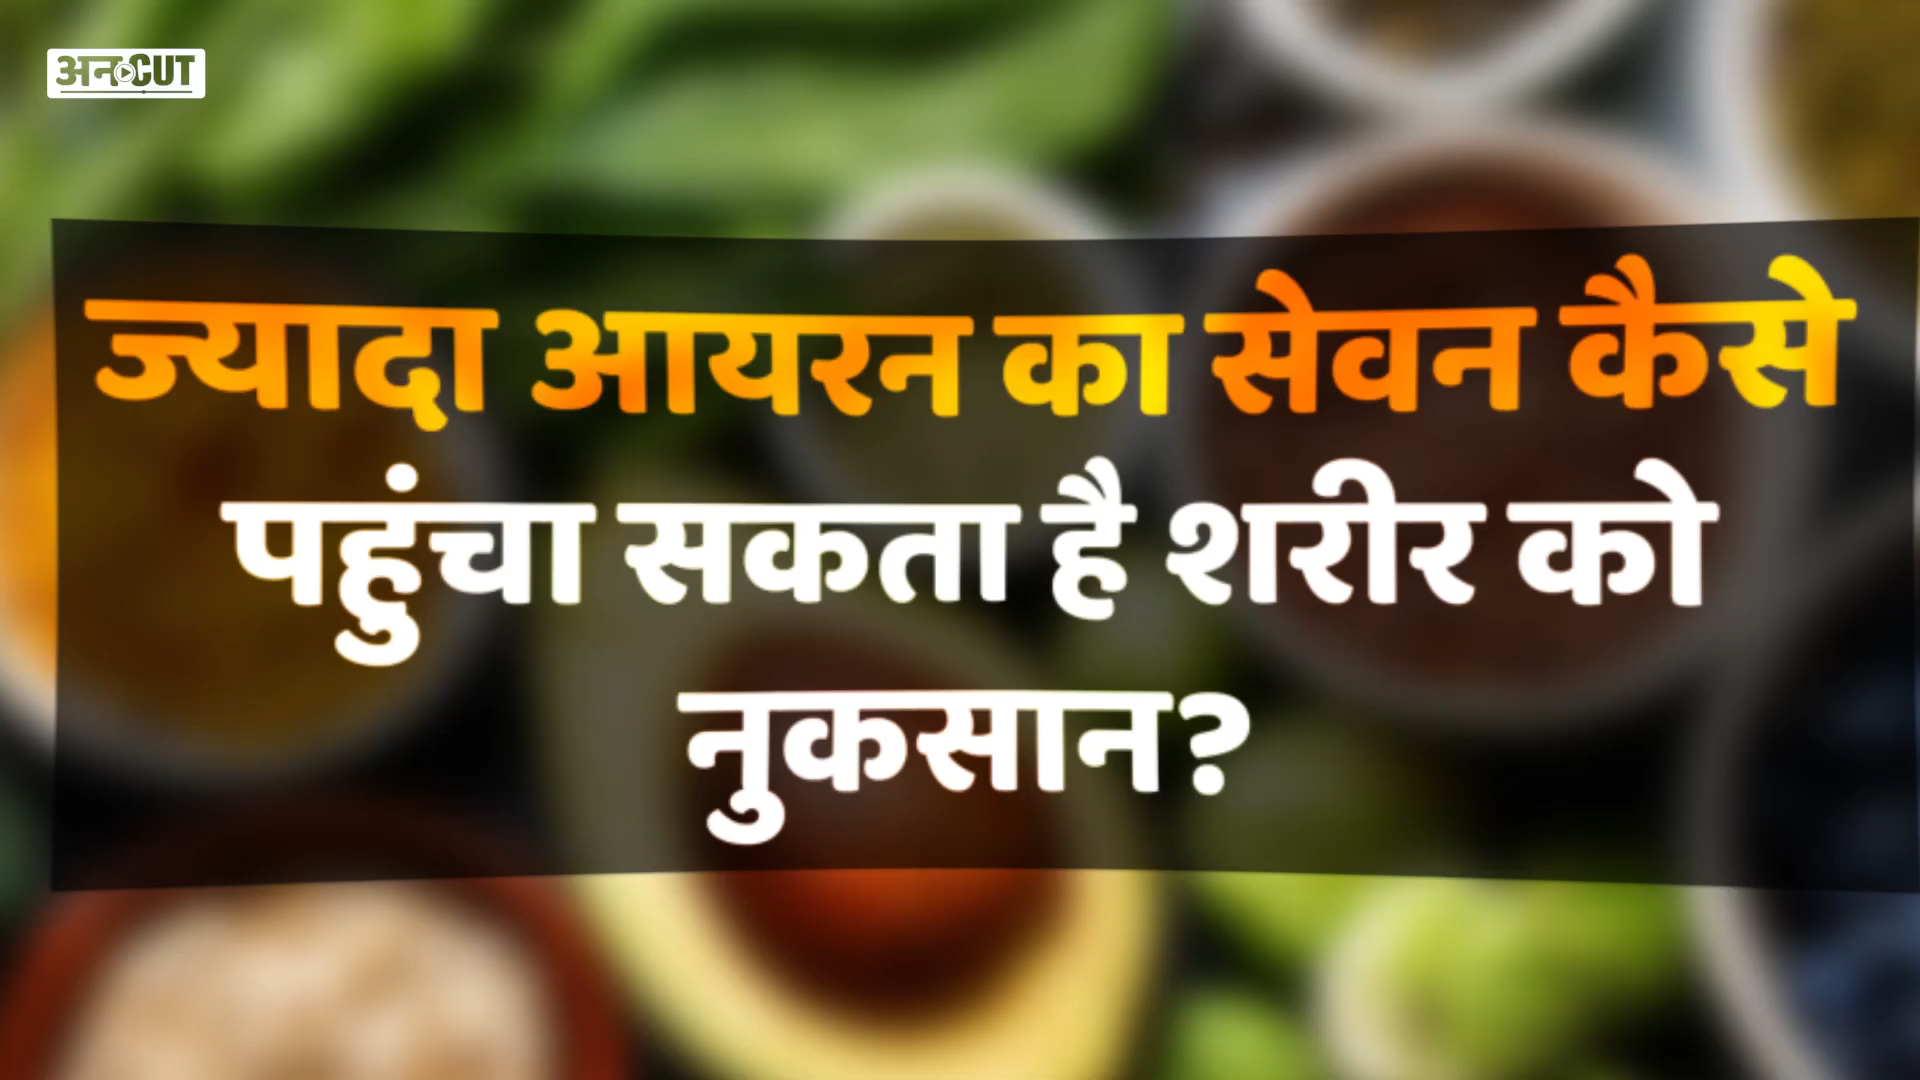 अनCUT
ज्यादा आयरन का सेवन कैसे
पहुंचा सकता है शरीर को
नुकसान?